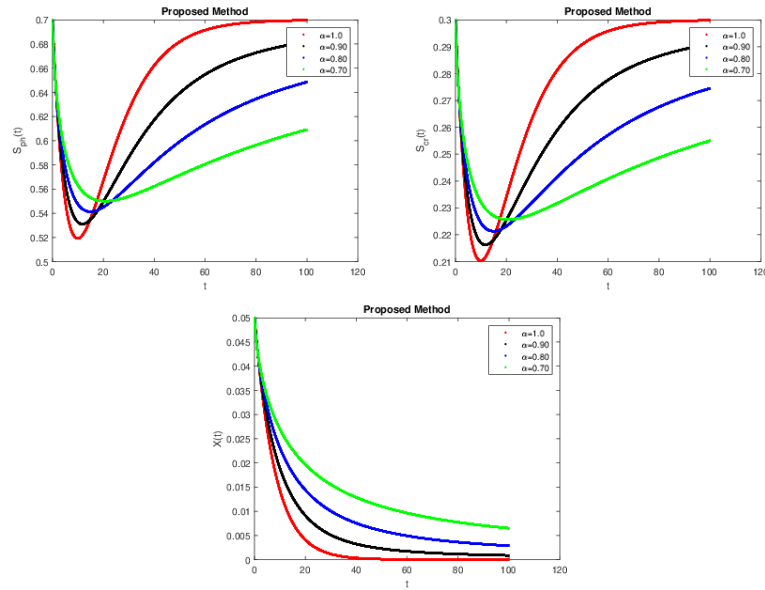 Proposed Method
0.7
0.68
0.66
0.64
0.62
0.6
0.58
0.56
0.54
0.52
0.5
0
20
40
60
80
100
120
t
S_ph(t)
α=1.0
α=0.90
α=0.80
α=0.70
Proposed Method
0.3
0.29
0.28
0.27
0.26
0.25
0.24
0.23
0.22
0.21
0
20
40
60
80
100
120
t
S_cr(t)
α=1.0
α=0.90
α=0.80
α=0.70
Proposed Method
0.05
0.045
0.04
0.035
0.03
0.025
0.02
0.015
0.01
0.005
0
0
20
40
60
80
100
120
t
X(t)
α=1.0
α=0.90
α=0.80
α=0.70